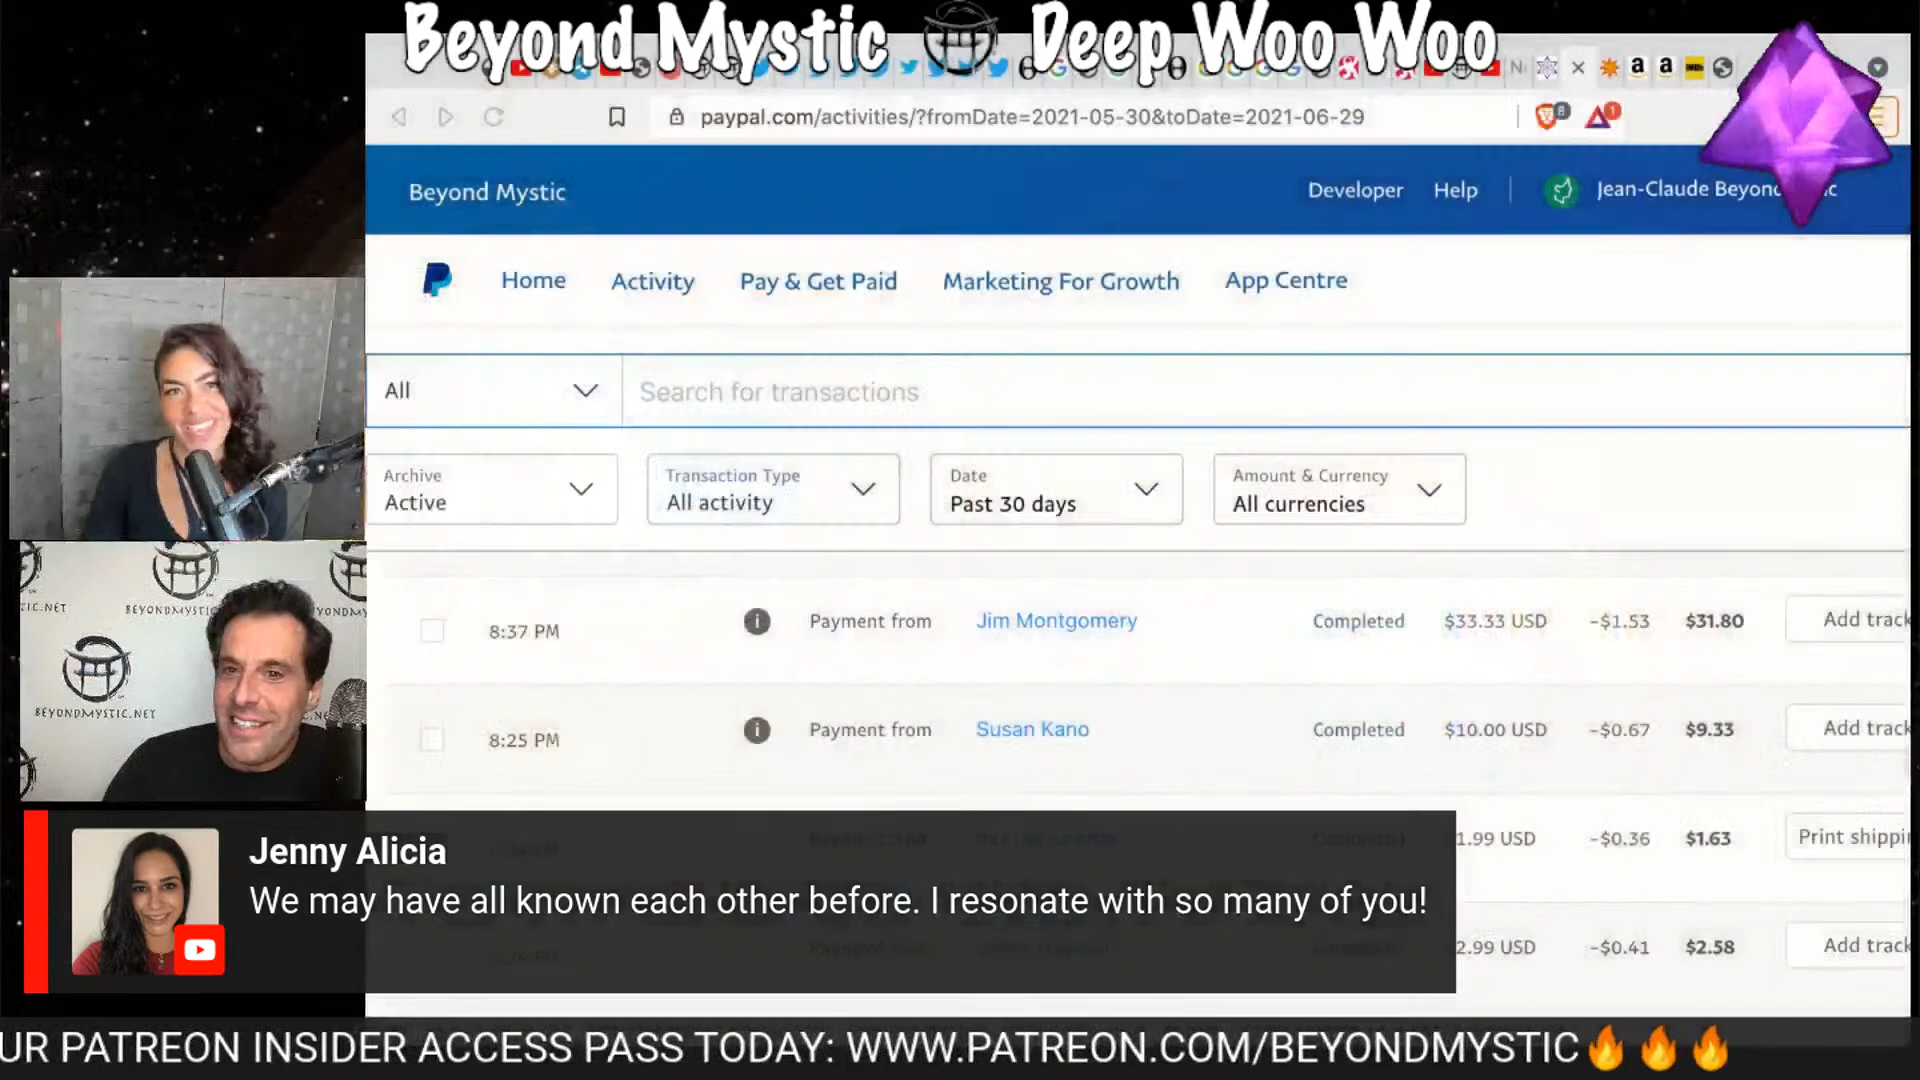 Beyond Mystic Deep Woo Woo
paypal.com/activities/?fromDate=2021-05-30&toDate=2021-06-29
Beyond Mystic
Developer Help Jean-Claude Beyond
Home Activity Pay & Get Paid Marketing For Growth App Centre
All
Search for transactions
Archive
Active
Transaction Type
All activity
Date
Past 30 days
Amount & Currency
All currencies
8:37 PM Payment from Jim Montgomery Completed $33.33 USD -$1.53 $31.80 Add track
8:25 PM Payment from Susan Kano Completed $10.00 USD -$0.67 $9.33 Add track
1.99 USD -$0.36 $1.63 Print shippi
2.99 USD -$0.41 $2.58 Add track
BEYONDMYSTIC.NET
Jenny Alicia
We may have all known each other before. I resonate with so many of you!
UR PATREON INSIDER ACCESS PASS TODAY: WWW.PATREON.COM/BEYONDMYSTIC🔥🔥🔥